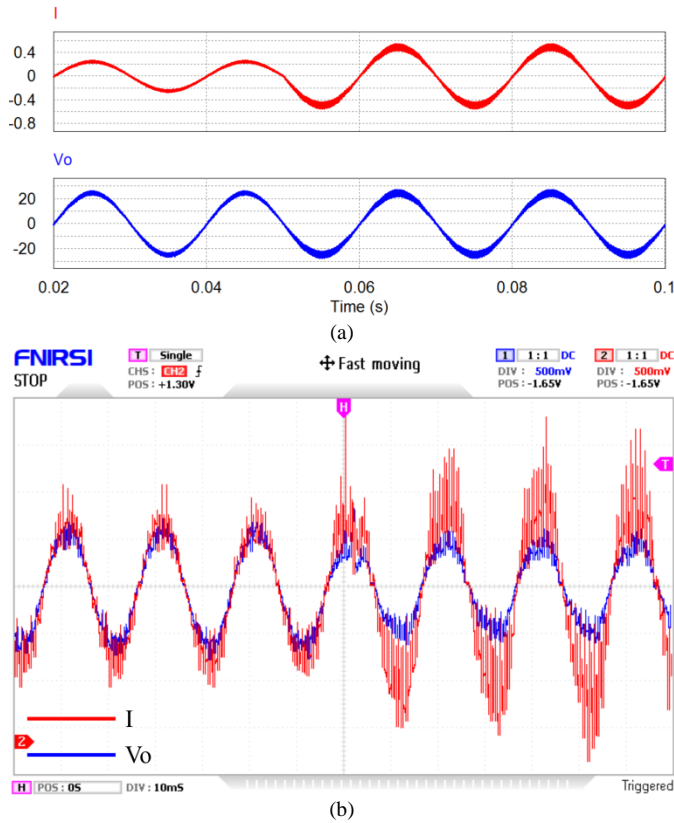 I
0.4
0
-0.4
-0.8
Vo
20
0
-20
0.02 0.04 0.06 0.08 0.1
Time (s)
(a)
FNIRSI
STOP
T Single
CHS: CH2
POS: +1.30V
Fast moving
1 1:1 DC
DIV: 500mV
POS: -1.65V
2 1:1 DC
DIV: 500mV
POS: -1.65V
H
T
I
2
Vo
H POS: 0S DIV: 10mS Triggered
(b)